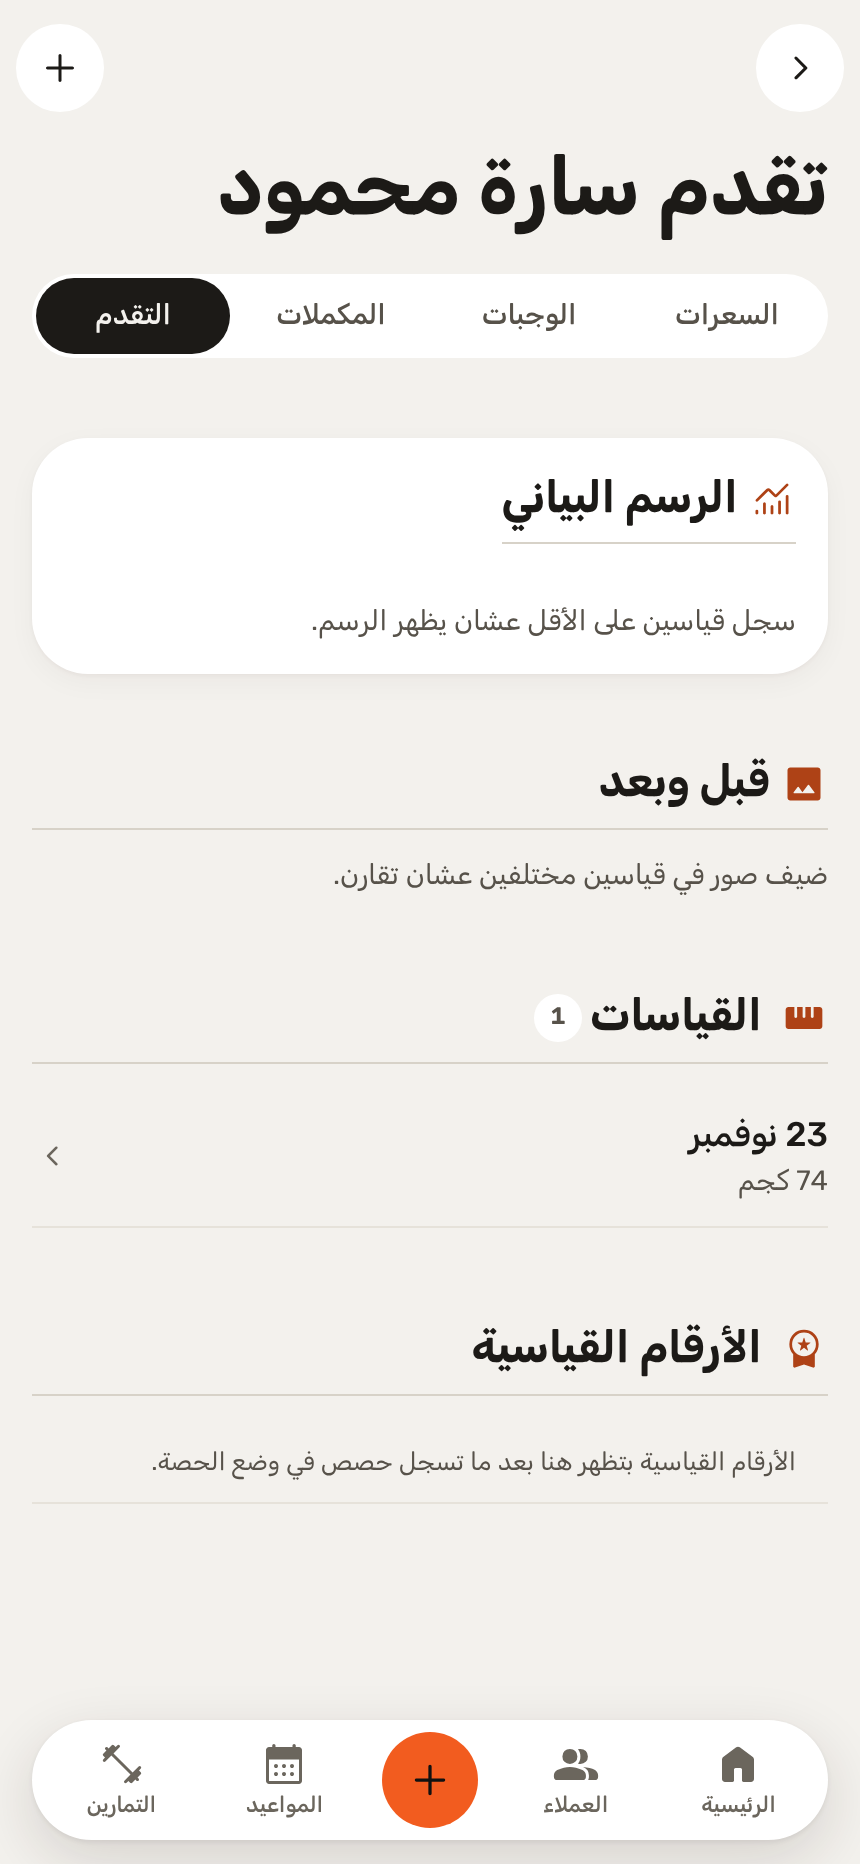 تقدم سارة محمود
السعرات الوجبات المكملات التقدم
الرسم البياني
سجل قياسين على الأقل عشان يظهر الرسم.
قبل وبعد
ضيف صور في قياسين مختلفين عشان تقارن.
القياسات 1
23 نوفمبر
74 كجم
الأرقام القياسية
الأرقام القياسية بتظهر هنا بعد ما تسجل حصص في وضع الحصة.
الرئيسية العملاء المواعيد التمارين